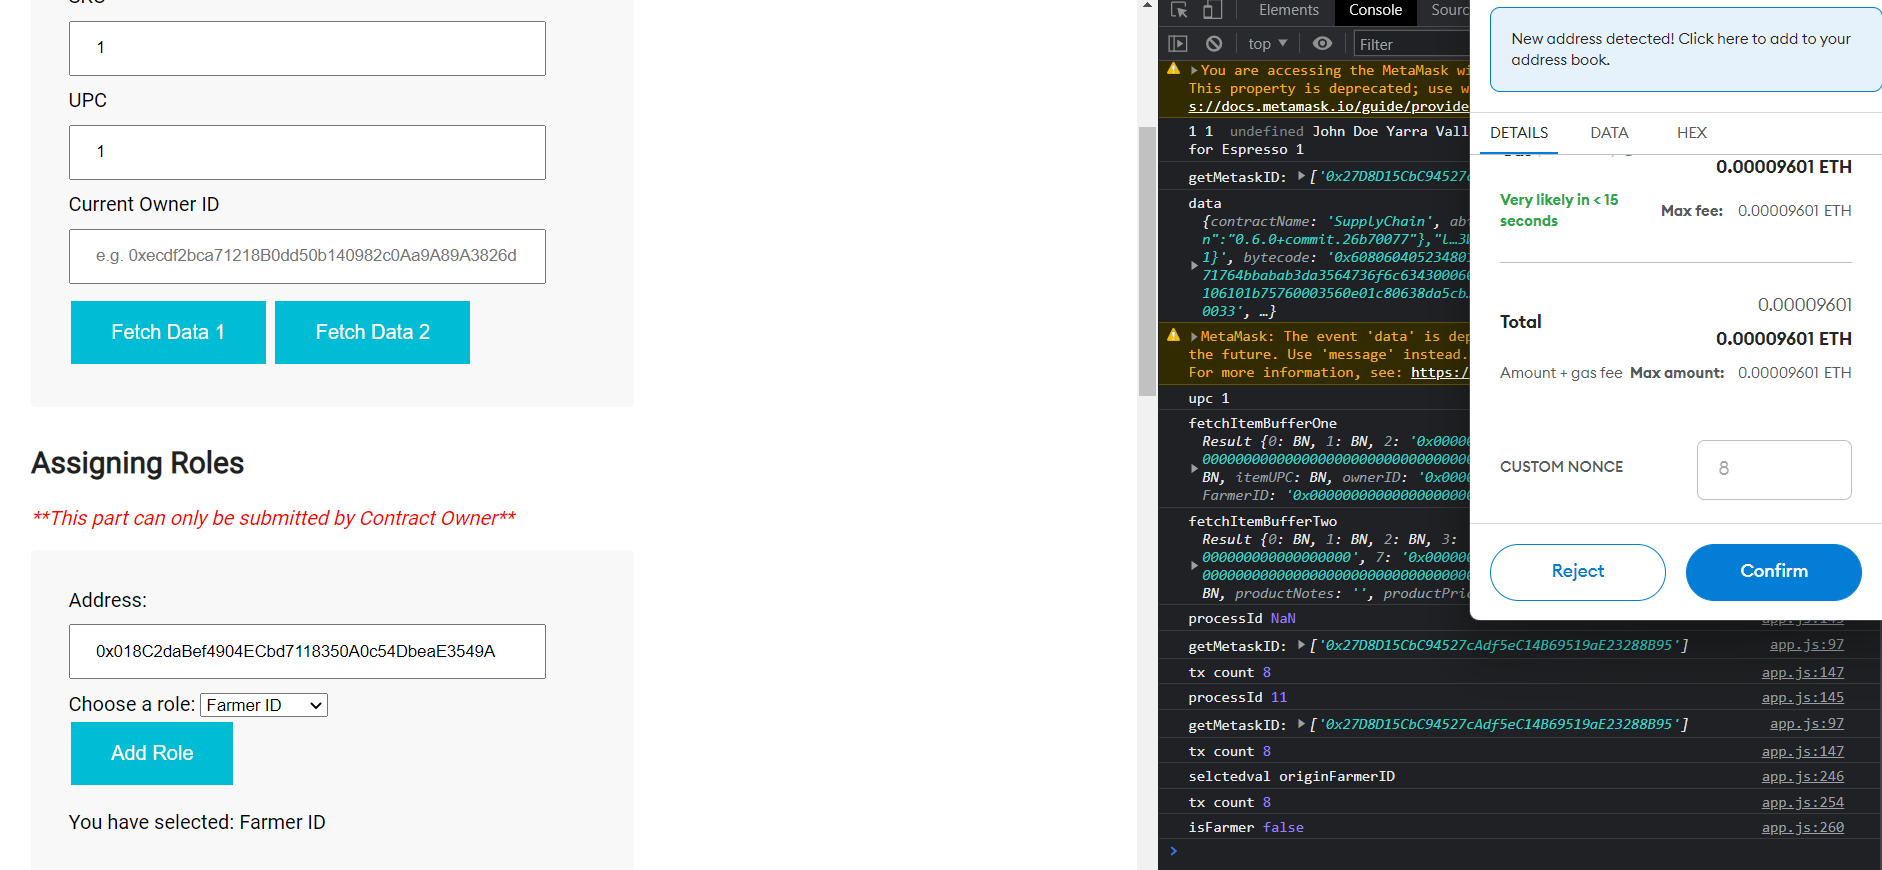 1
UPC
1
Current Owner ID
e.g. 0xecdf2bca71218B0dd50b140982c0Aa9A89A3826d
Fetch Data 1
Fetch Data 2
Assigning Roles
**This part can only be submitted by Contract Owner**
Address:
0x018C2daBef4904ECbd7118350A0c54DbeaE3549A
Choose a role: Farmer ID
Add Role
You have selected: Farmer ID
Elements Console Sourc
top Filter
You are accessing the MetaMask wi
This property is deprecated; use w
s://docs.metamask.io/guide/provide
1 1 undefined John Doe Yarra Vall
for Espresso 1
getMetaskID: ['0x27D8D15CbC94527c
data
{contractName: 'SupplyChain', ab
n":"0.6.0+commit.26b70077"},"l…3
1}', bytecode: '0x608060405234801
71764bbabab3da3564736f6c634300060
106101b75760003560e01c80638da5cb…
0033', …}
MetaMask: The event 'data' is dep
the future. Use 'message' instead.
For more information, see: https:/
upc 1
fetchItemBufferOne
Result {0: BN, 1: BN, 2: '0x0000
BN, itemUPC: BN, ownerID: '0x000
fetchItemBufferTwo
Result {0: BN, 1: BN, 2: BN, 3:
BN, productNotes: '', productPri
processId NaN
getMetaskID: ['0x27D8D15CbC94527cAdf5eC14B69519aE23288B95'] app.js:97
tx count 8 app.js:147
processId 11 app.js:145
getMetaskID: ['0x27D8D15CbC94527cAdf5eC14B69519aE23288B95'] app.js:97
tx count 8 app.js:147
selctedval originFarmerID app.js:246
tx count 8 app.js:254
isFarmer false app.js:260
New address detected! Click here to add to your
address book.
DETAILS DATA HEX
0.00009601 ETH
Very likely in < 15
seconds
Max fee: 0.00009601 ETH
0.00009601
Total
0.00009601 ETH
Amount + gas fee Max amount: 0.00009601 ETH
CUSTOM NONCE 8
Reject Confirm